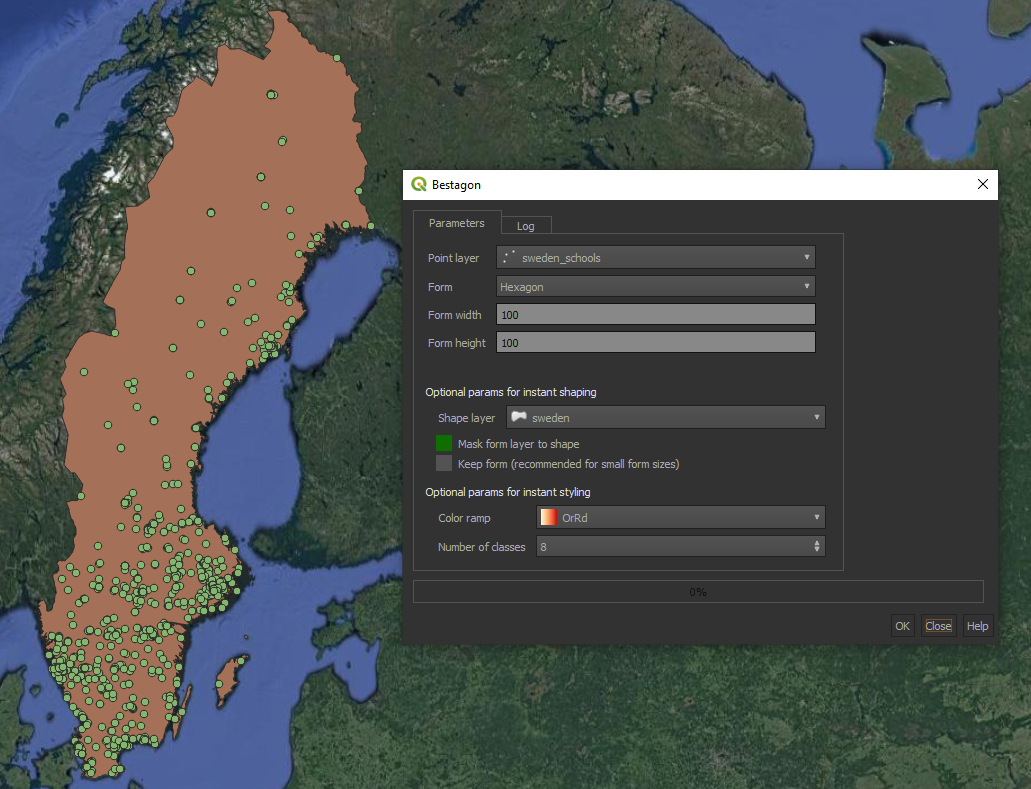 Bestagon
Parameters
Log
Point layer
sweden_schools
Form
Hexagon
Form width
100
Form height
100
Optional params for instant shaping
Shape layer
sweden
Mask form layer to shape
Keep form (recommended for small form sizes)
Optional params for instant styling
Color ramp
OrRd
Number of classes
8
0%
OK
Close
Help